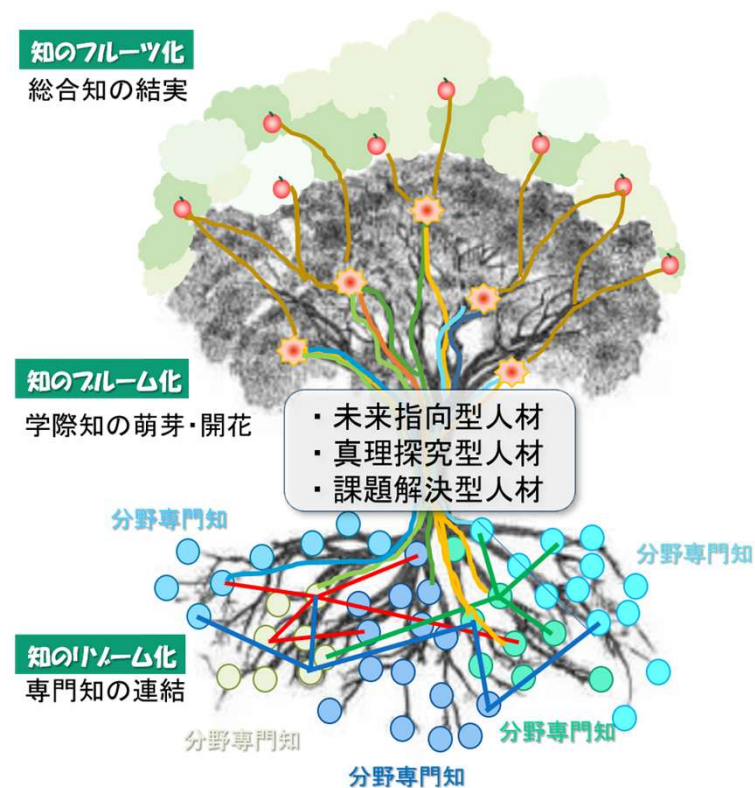 知のフルーツ化
総合知の結実
知のブルーム化
学際知の萌芽・開花
・未来指向型人材
・真理探究型人材
・課題解決型人材
分野専門知
分野専門知
知のリゾーム化
専門知の連結
分野専門知
分野専門知
分野専門知